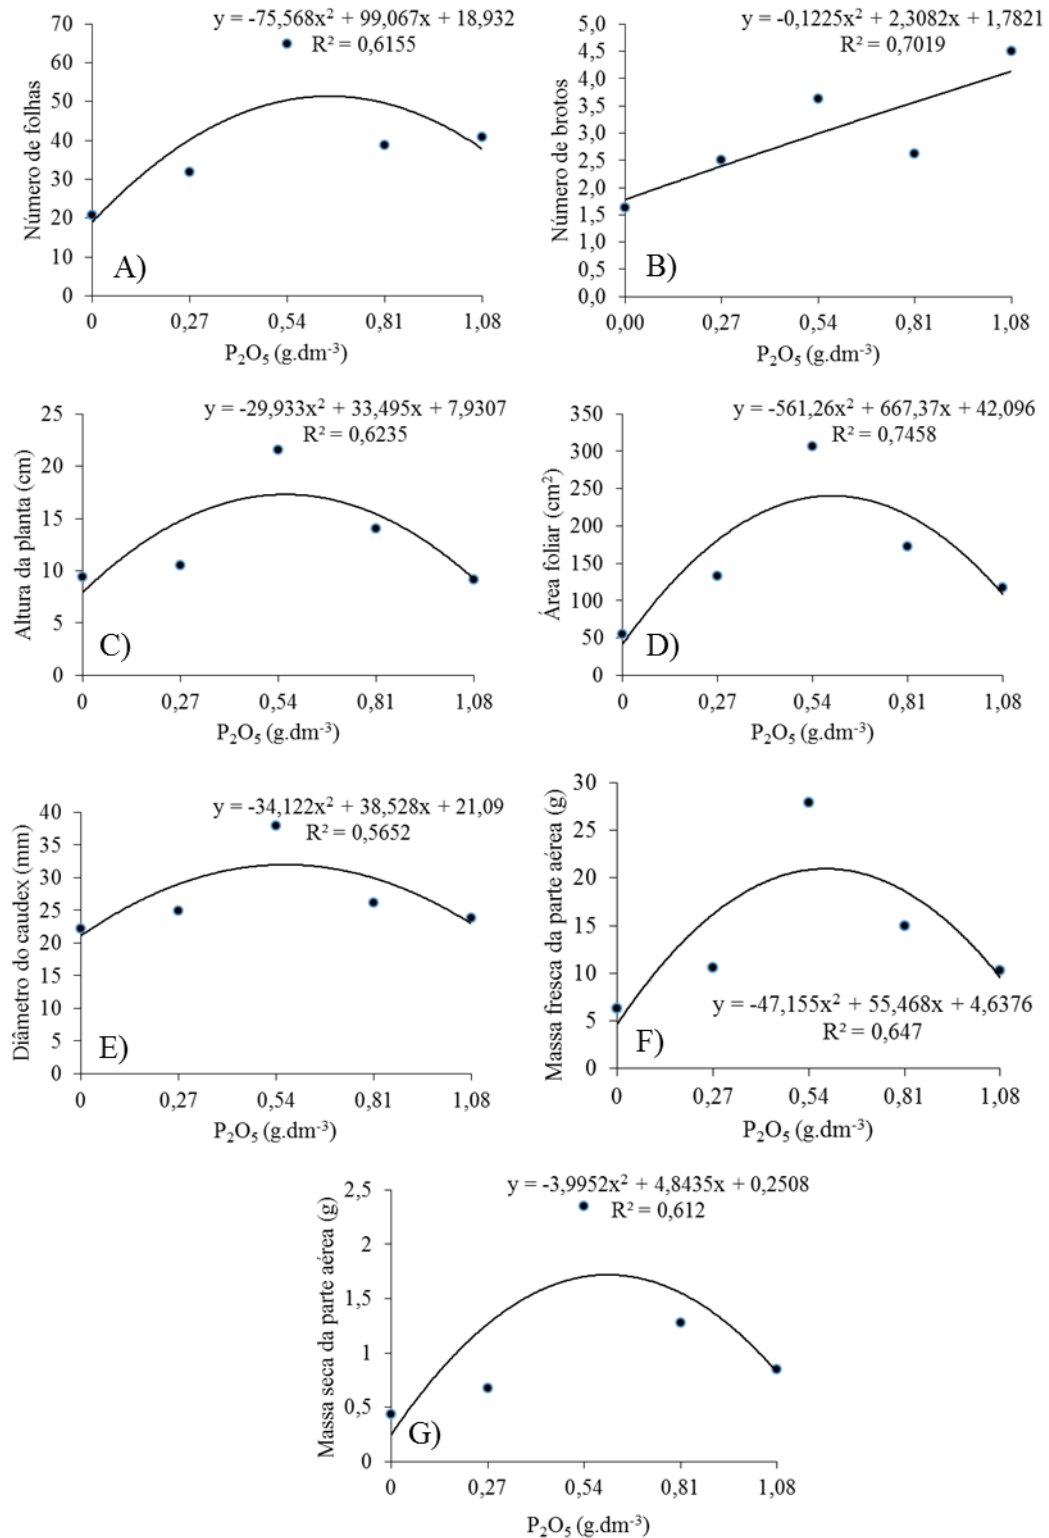 y = -75,568x² + 99,067x + 18,932
R² = 0,6155
Número de folhas
70
60
50
40
30
20
10
0
A)
0 0,27 0,54 0,81 1,08
P₂O₅ (g.dm⁻³)
y = -0,1225x² + 2,3082x + 1,7821
R² = 0,7019
Número de brotos
5,0
4,5
4,0
3,5
3,0
2,5
2,0
1,5
1,0
0,5
0,0
B)
0,00 0,27 0,54 0,81 1,08
P₂O₅ (g.dm⁻³)
y = -29,933x² + 33,495x + 7,9307
R² = 0,6235
Altura da planta (cm)
25
20
15
10
5
0
C)
0 0,27 0,54 0,81 1,08
P₂O₅ (g.dm⁻³)
y = -561,26x² + 667,37x + 42,096
R² = 0,7458
Área foliar (cm²)
350
300
250
200
150
100
50
0
D)
0 0,27 0,54 0,81 1,08
P₂O₅ (g.dm⁻³)
y = -34,122x² + 38,528x + 21,09
R² = 0,5652
Diâmetro do caudex (mm)
40
35
30
25
20
15
10
5
0
E)
0 0,27 0,54 0,81 1,08
P₂O₅ (g.dm⁻³)
Massa fresca da parte aérea (g)
30
25
20
15
10
5
0
y = -47,155x² + 55,468x + 4,6376
R² = 0,647
F)
0 0,27 0,54 0,81 1,08
P₂O₅ (g.dm⁻³)
y = -3,9952x² + 4,8435x + 0,2508
R² = 0,612
Massa seca da parte aérea (g)
2,5
2
1,5
1
0,5
0
G)
0 0,27 0,54 0,81 1,08
P₂O₅ (g.dm⁻³)